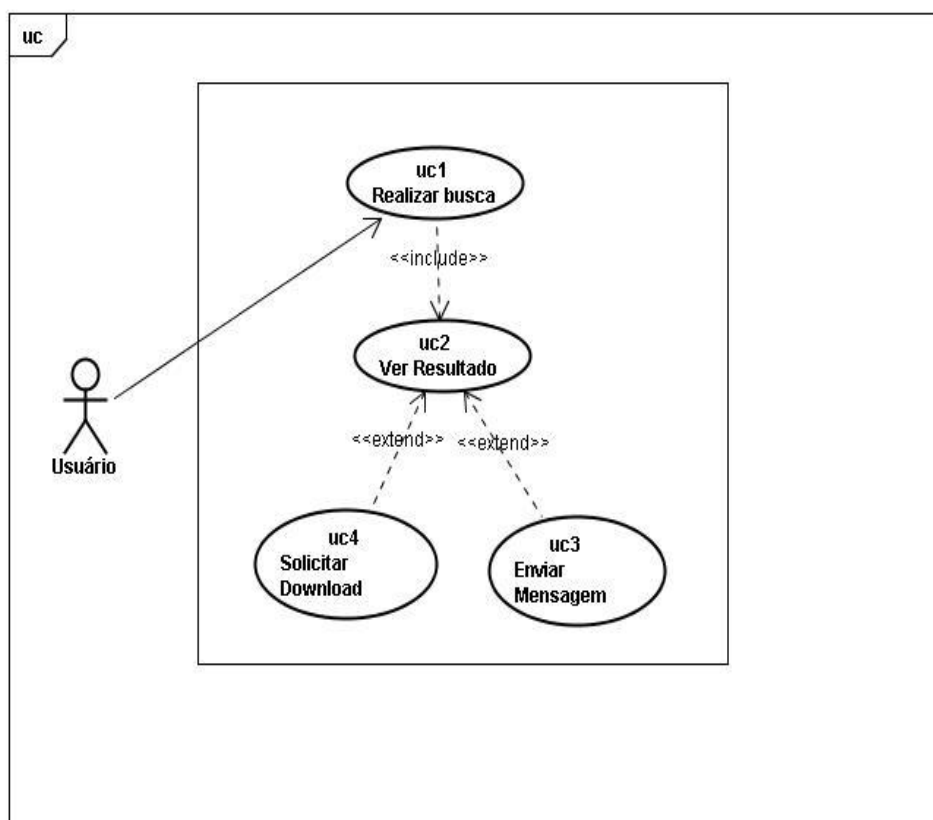 uc
uc1
Realizar busca
<<include>>
uc2
Ver Resultado
<<extend>>
<<extend>>
Usuário
uc4
Solicitar
Download
uc3
Enviar
Mensagem